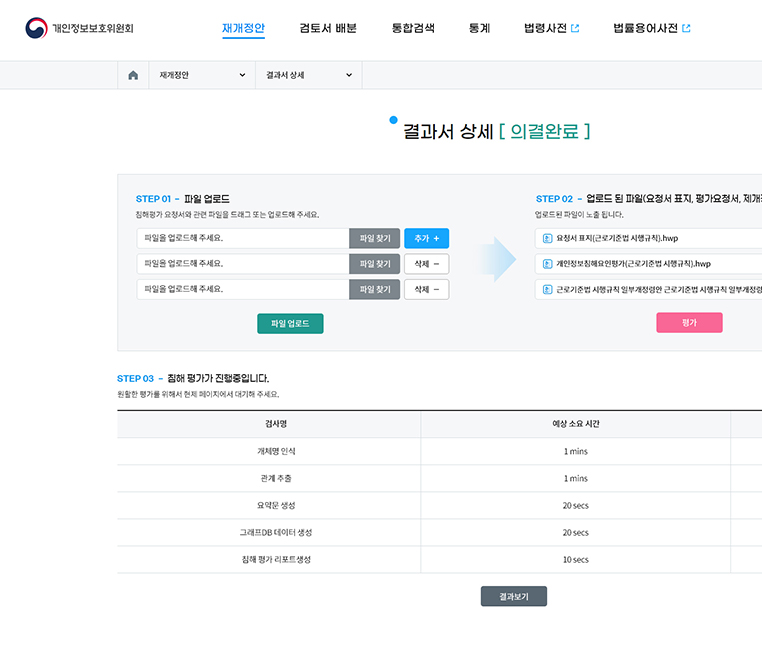 개인정보보호위원회
재개정안 검토서 배분 통합검색 통계 법령사전 법률용어사전
재개정안 결과서 상세
결과서 상세 [ 의결완료 ]
STEP 01 - 파일 업로드
침해평가 요청서와 관련 파일을 드래그 또는 업로드해 주세요.
파일을 업로드해 주세요. 파일 찾기 추가 +
파일을 업로드해 주세요. 파일 찾기 삭제 -
파일을 업로드해 주세요. 파일 찾기 삭제 -
파일 업로드
STEP 02 - 업로드 된 파일(요청서 표지, 평가요청서, 제개
업로드된 파일이 노출 됩니다.
요청서 표지(근로기준법 시행규칙).hwp
개인정보침해요인평가(근로기준법 시행규칙).hwp
근로기준법 시행규칙 일부개정령안 근로기준법 시행규칙 일부개정령
평가
STEP 03 - 침해 평가가 진행중입니다.
원활한 평가를 위해서 현재 페이지에서 대기해 주세요.
검사명 예상 소요 시간
개체명 인식 1 mins
관계 추출 1 mins
요약문 생성 20 secs
그래프DB 데이터 생성 20 secs
침해 평가 리포트생성 10 secs
결과보기